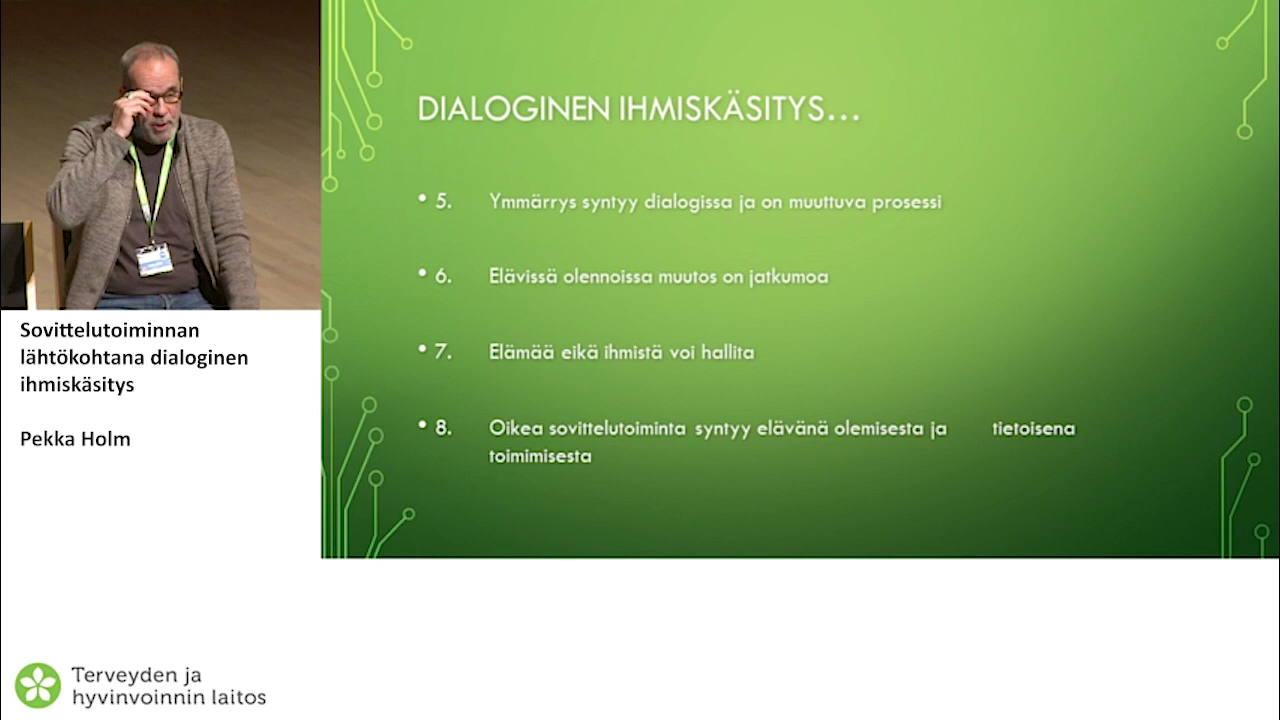 DIALOGINEN IHMISKÄSITYS...
• 5. Ymmärrys syntyy dialogissa ja on muuttuva prosessi
• 6. Elävissä olennoissa muutos on jatkumoa
• 7. Elämää eikä ihmistä voi hallita
• 8. Oikea sovittelutoiminta syntyy elävänä olemisesta ja tietoisena
toimimisesta
Sovittelutoiminnan
lähtökohtana dialoginen
ihmiskäsitys
Pekka Holm
Terveyden ja
hyvinvoinnin laitos